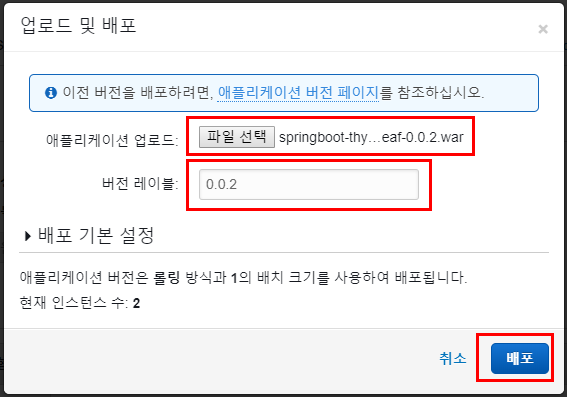 업로드 및 배포
×
이전 버전을 배포하려면, 애플리케이션 버전 페이지를 참조하십시오.
애플리케이션 업로드: 파일 선택 springboot-thy…eaf-0.0.2.war
버전 레이블: 0.0.2
배포 기본 설정
애플리케이션 버전은 롤링 방식과 1의 배치 크기를 사용하여 배포됩니다.
현재 인스턴스 수: 2
취소 배포